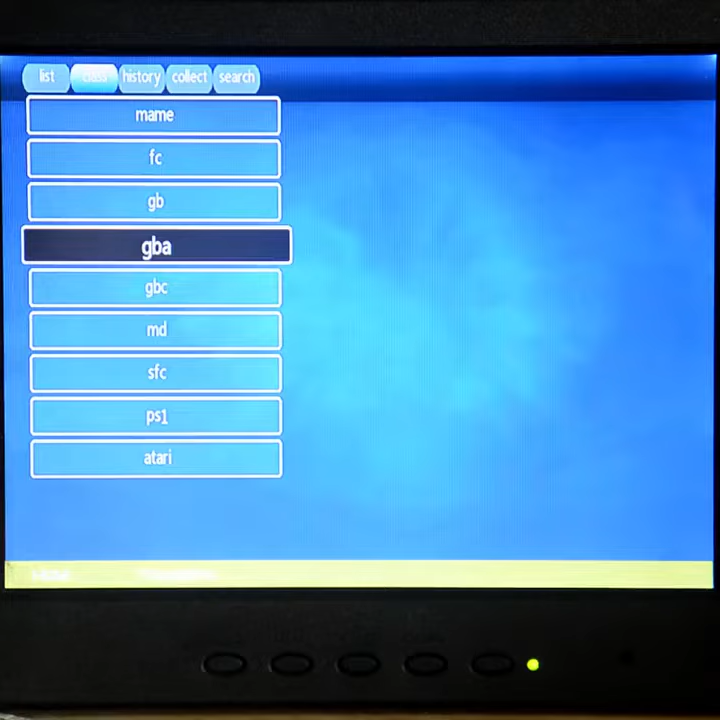 list class history collect search
mame
fc
gb
gba
gbc
md
sfc
ps1
atari